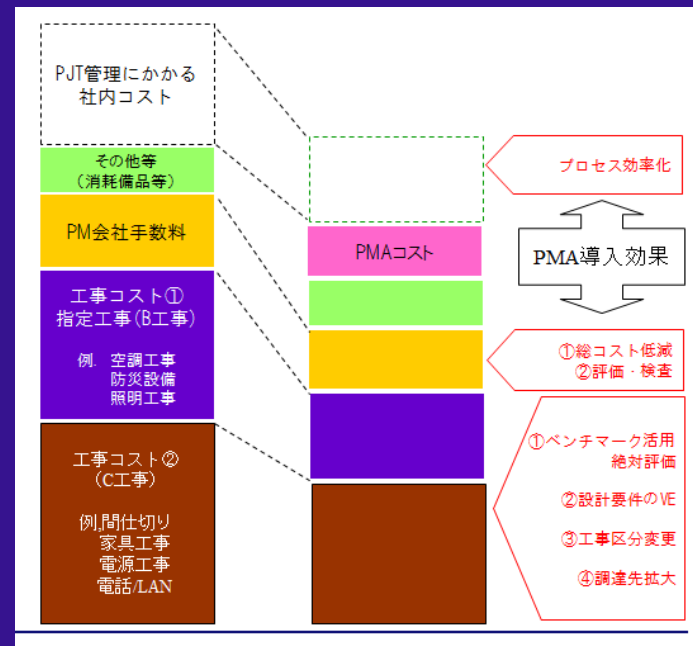 PJT管理にかかる
社内コスト
その他等
(消耗備品等)
PM会社手数料
工事コスト①
指定工事(B工事)
例. 空調工事
防災設備
照明工事
工事コスト②
(C工事)
例,間仕切り
家具工事
電源工事
電話/LAN
PMAコスト
プロセス効率化
PMA導入効果
①総コスト低減
②評価・検査
①ベンチマーク活用
絶対評価
②設計要件のVE
③工事区分変更
④調達先拡大